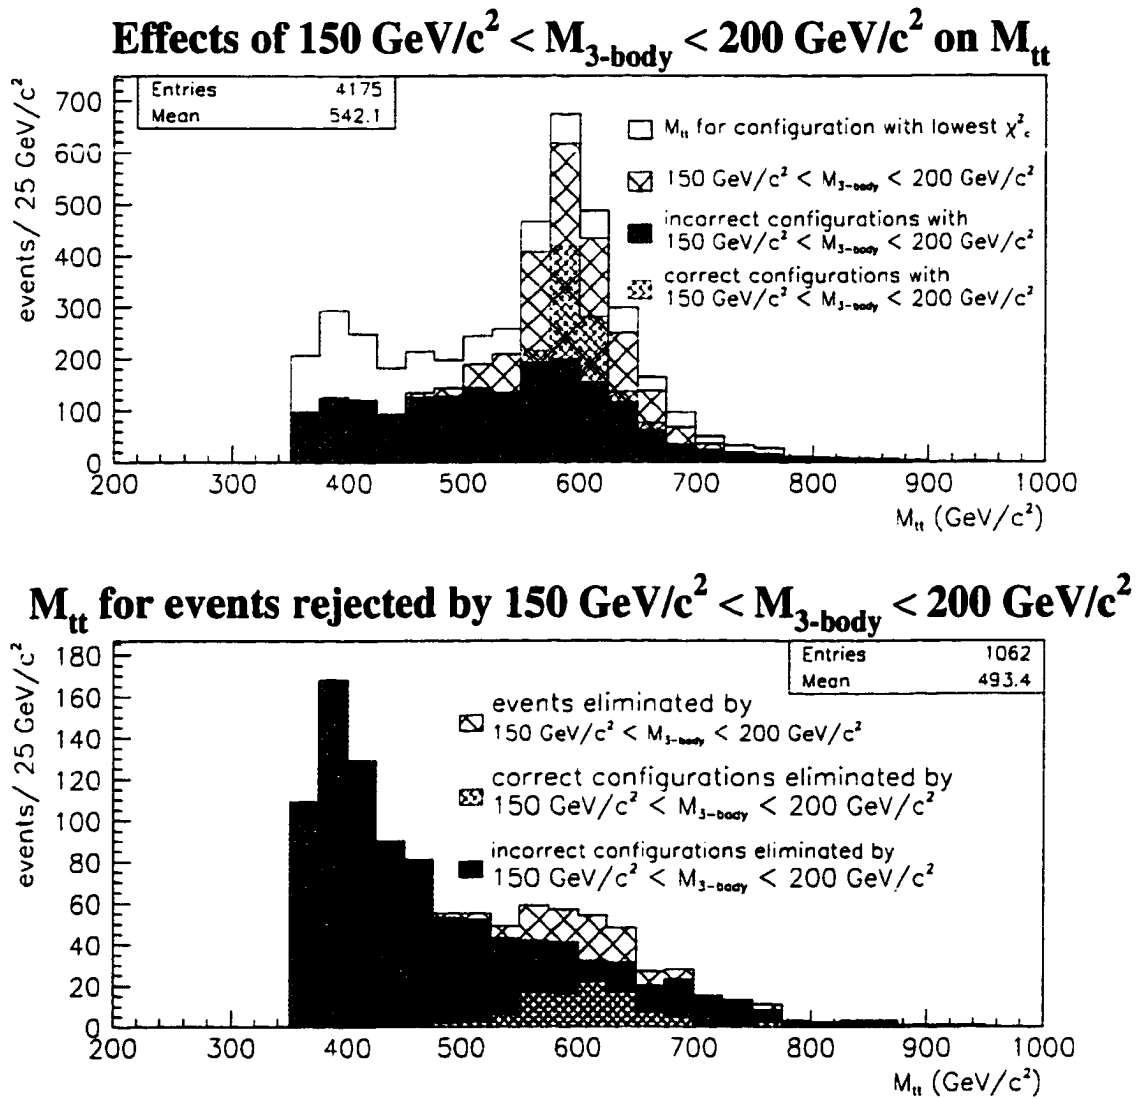 Effects of 150 GeV/c² < M₃₋body < 200 GeV/c² on Mtt
Entries 4175
Mean 542.1
Mtt for configuration with lowest χ²c
150 GeV/c² < M₃₋body < 200 GeV/c²
incorrect configurations with
150 GeV/c² < M₃₋body < 200 GeV/c²
correct configurations with
150 GeV/c² < M₃₋body < 200 GeV/c²
events/ 25 GeV/c²
700
600
500
400
300
200
100
0
200 300 400 500 600 700 800 900 1000
Mtt (GeV/c²)
Mtt for events rejected by 150 GeV/c² < M₃₋body < 200 GeV/c²
Entries 1062
Mean 493.4
events eliminated by
150 GeV/c² < M₃₋body < 200 GeV/c²
correct configurations eliminated by
150 GeV/c² < M₃₋body < 200 GeV/c²
incorrect configurations eliminated by
150 GeV/c² < M₃₋body < 200 GeV/c²
events/ 25 GeV/c²
180
160
140
120
100
80
60
40
20
0
200 300 400 500 600 700 800 900 1000
Mtt (GeV/c²)